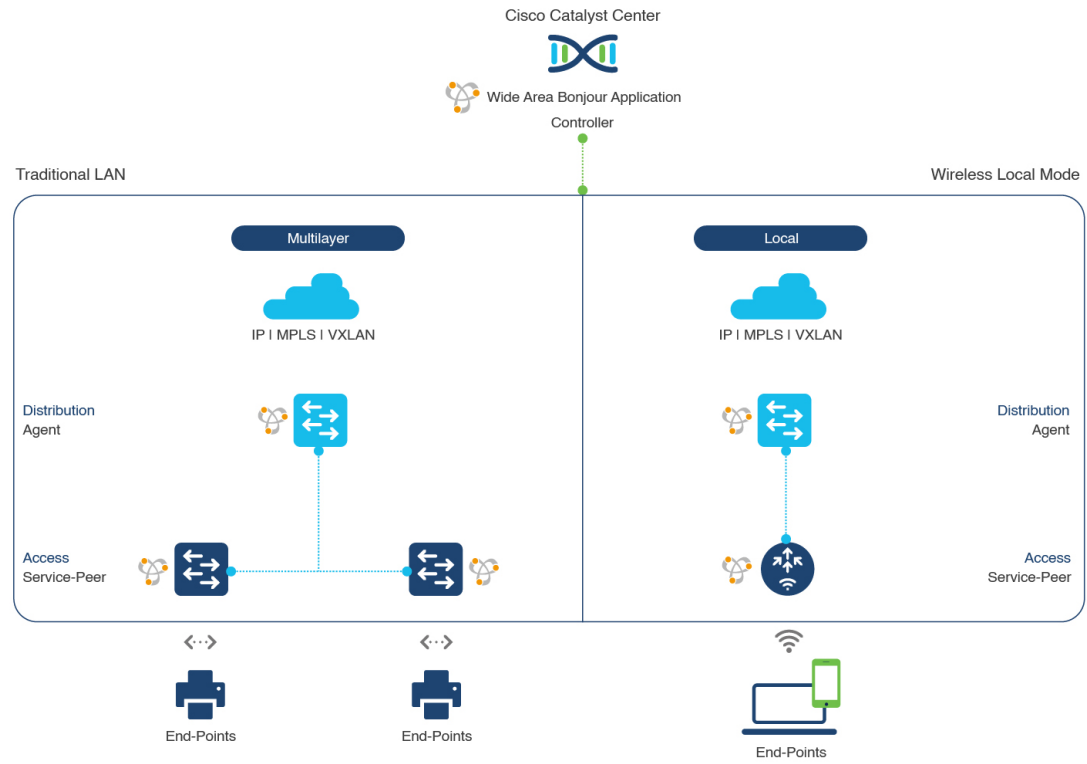 Cisco Catalyst Center
Wide Area Bonjour Application
Controller
Traditional LAN
Wireless Local Mode
Multilayer
Local
IP | MPLS | VXLAN
IP | MPLS | VXLAN
Distribution
Agent
Distribution
Agent
Access
Service-Peer
Access
Service-Peer
End-Points
End-Points
End-Points